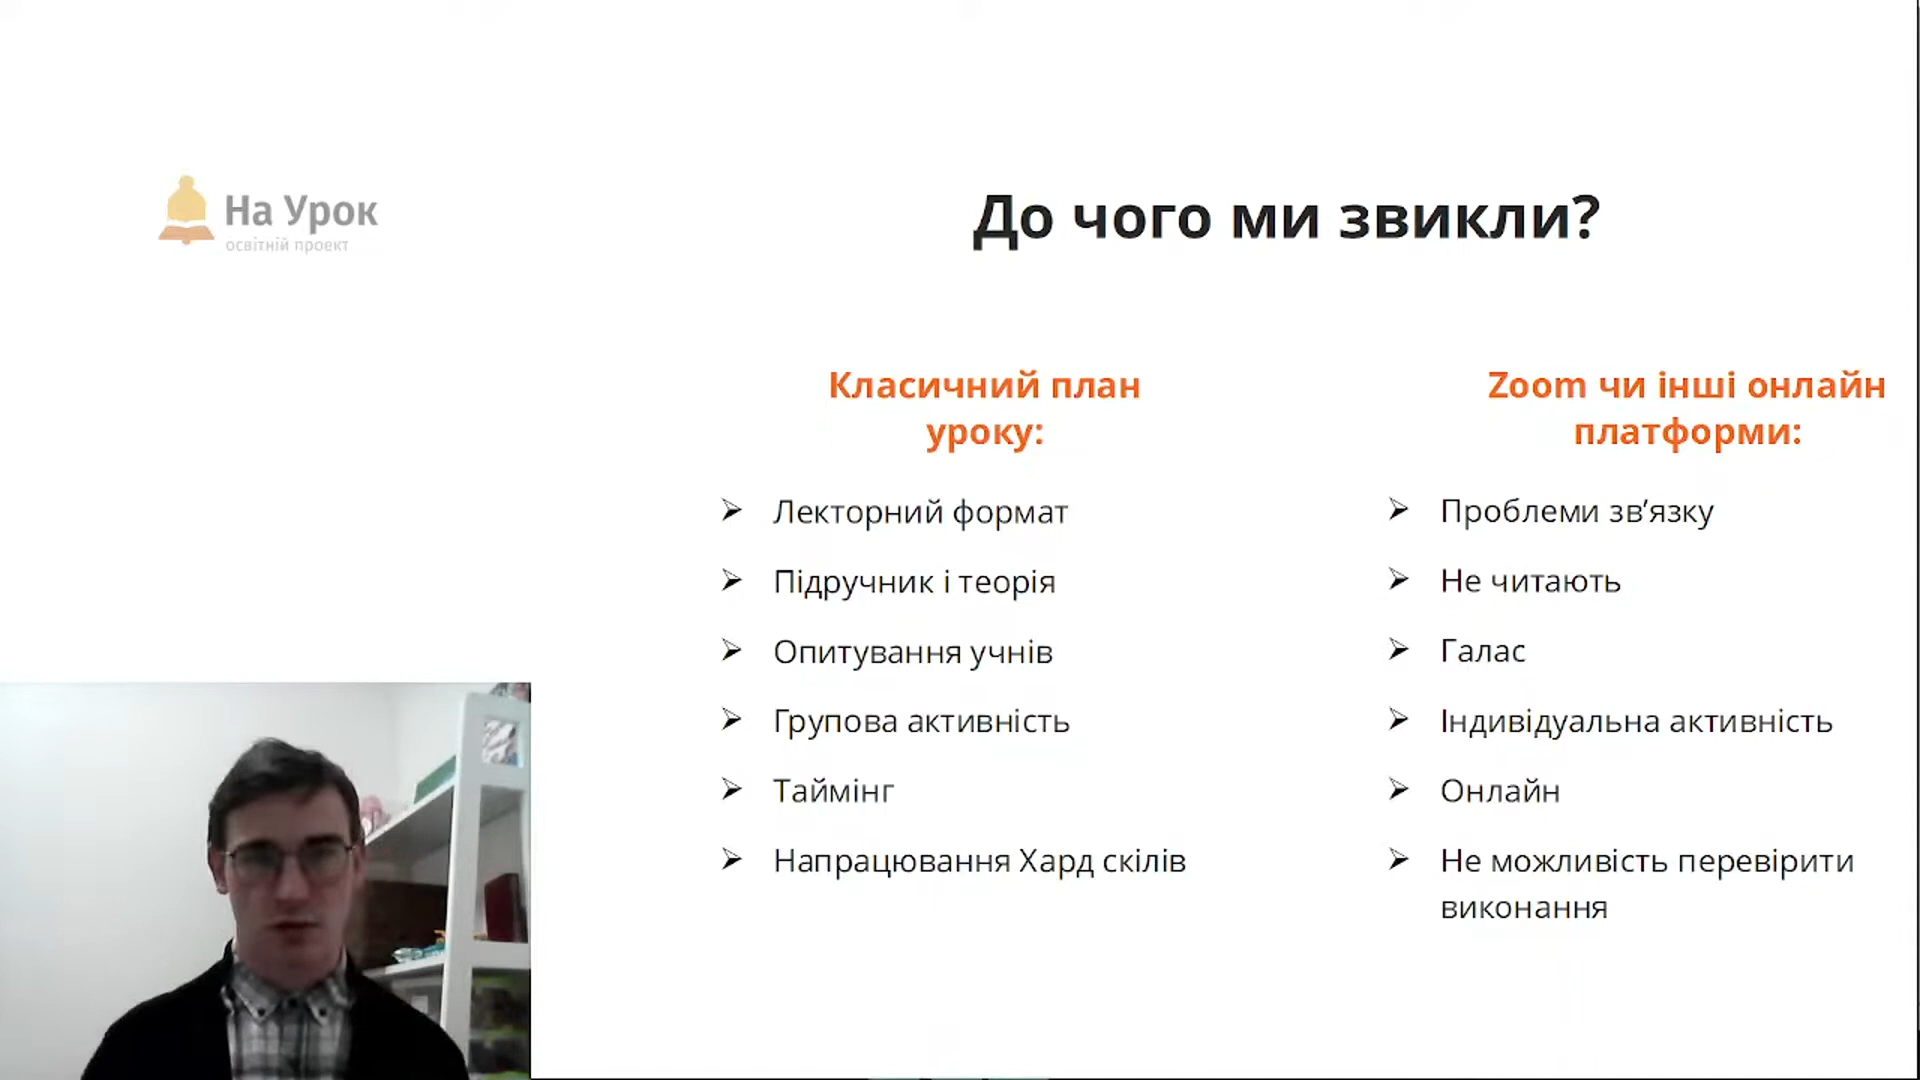 На Урок
освітній проект
До чого ми звикли?
Класичний план
уроку:
Лекторний формат
Підручник і теорія
Опитування учнів
Групова активність
Таймінг
Напрацювання Хард скілів
Zoom чи інші онлайн
платформи:
Проблеми зв’язку
Не читають
Галас
Індивідуальна активність
Онлайн
Не можливість перевірити
виконання